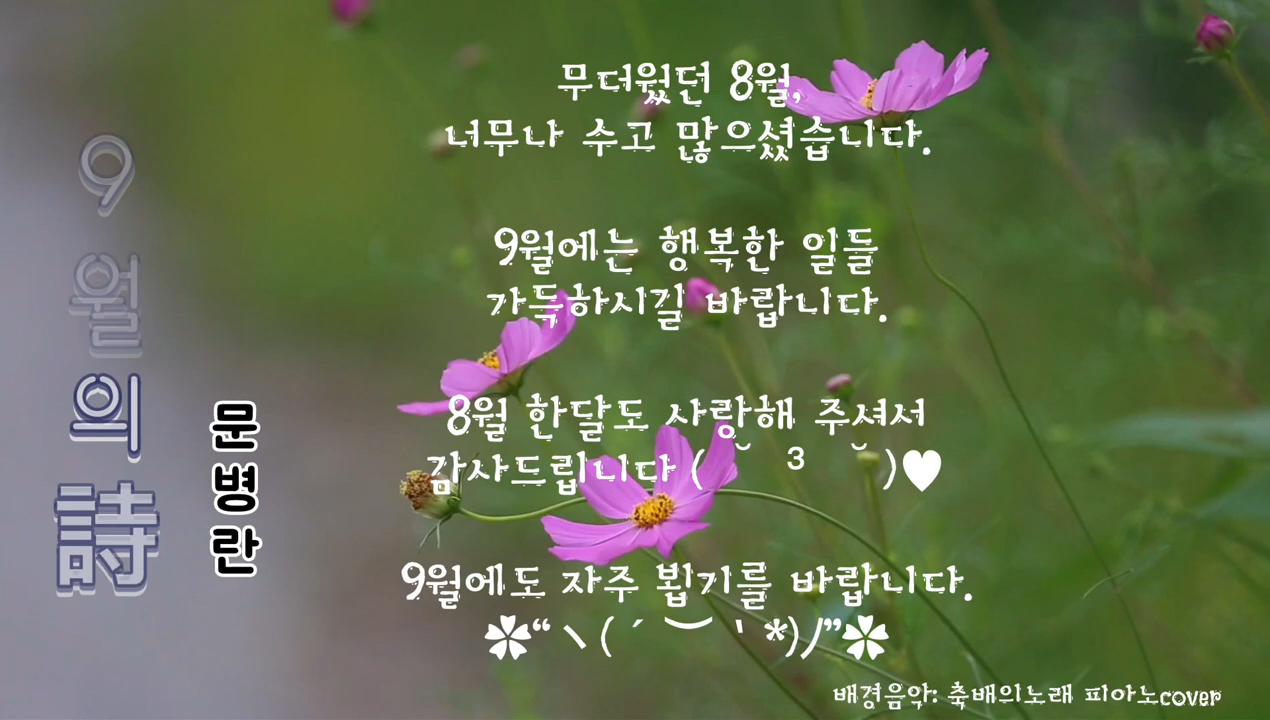 9월의詩
문병란
무더웠던 8월,
너무나 수고 많으셨습니다.
9월에는 행복한 일들
가득하시길 바랍니다.
8월 한달도 사랑해 주셔서
감사드립니다 ( ˘ ³ ˘ )♥
9월에도 자주 뵙기를 바랍니다.
✿“ヽ(´ ︶ `*)ノ”✿
배경음악: 축배의노래 피아노cover